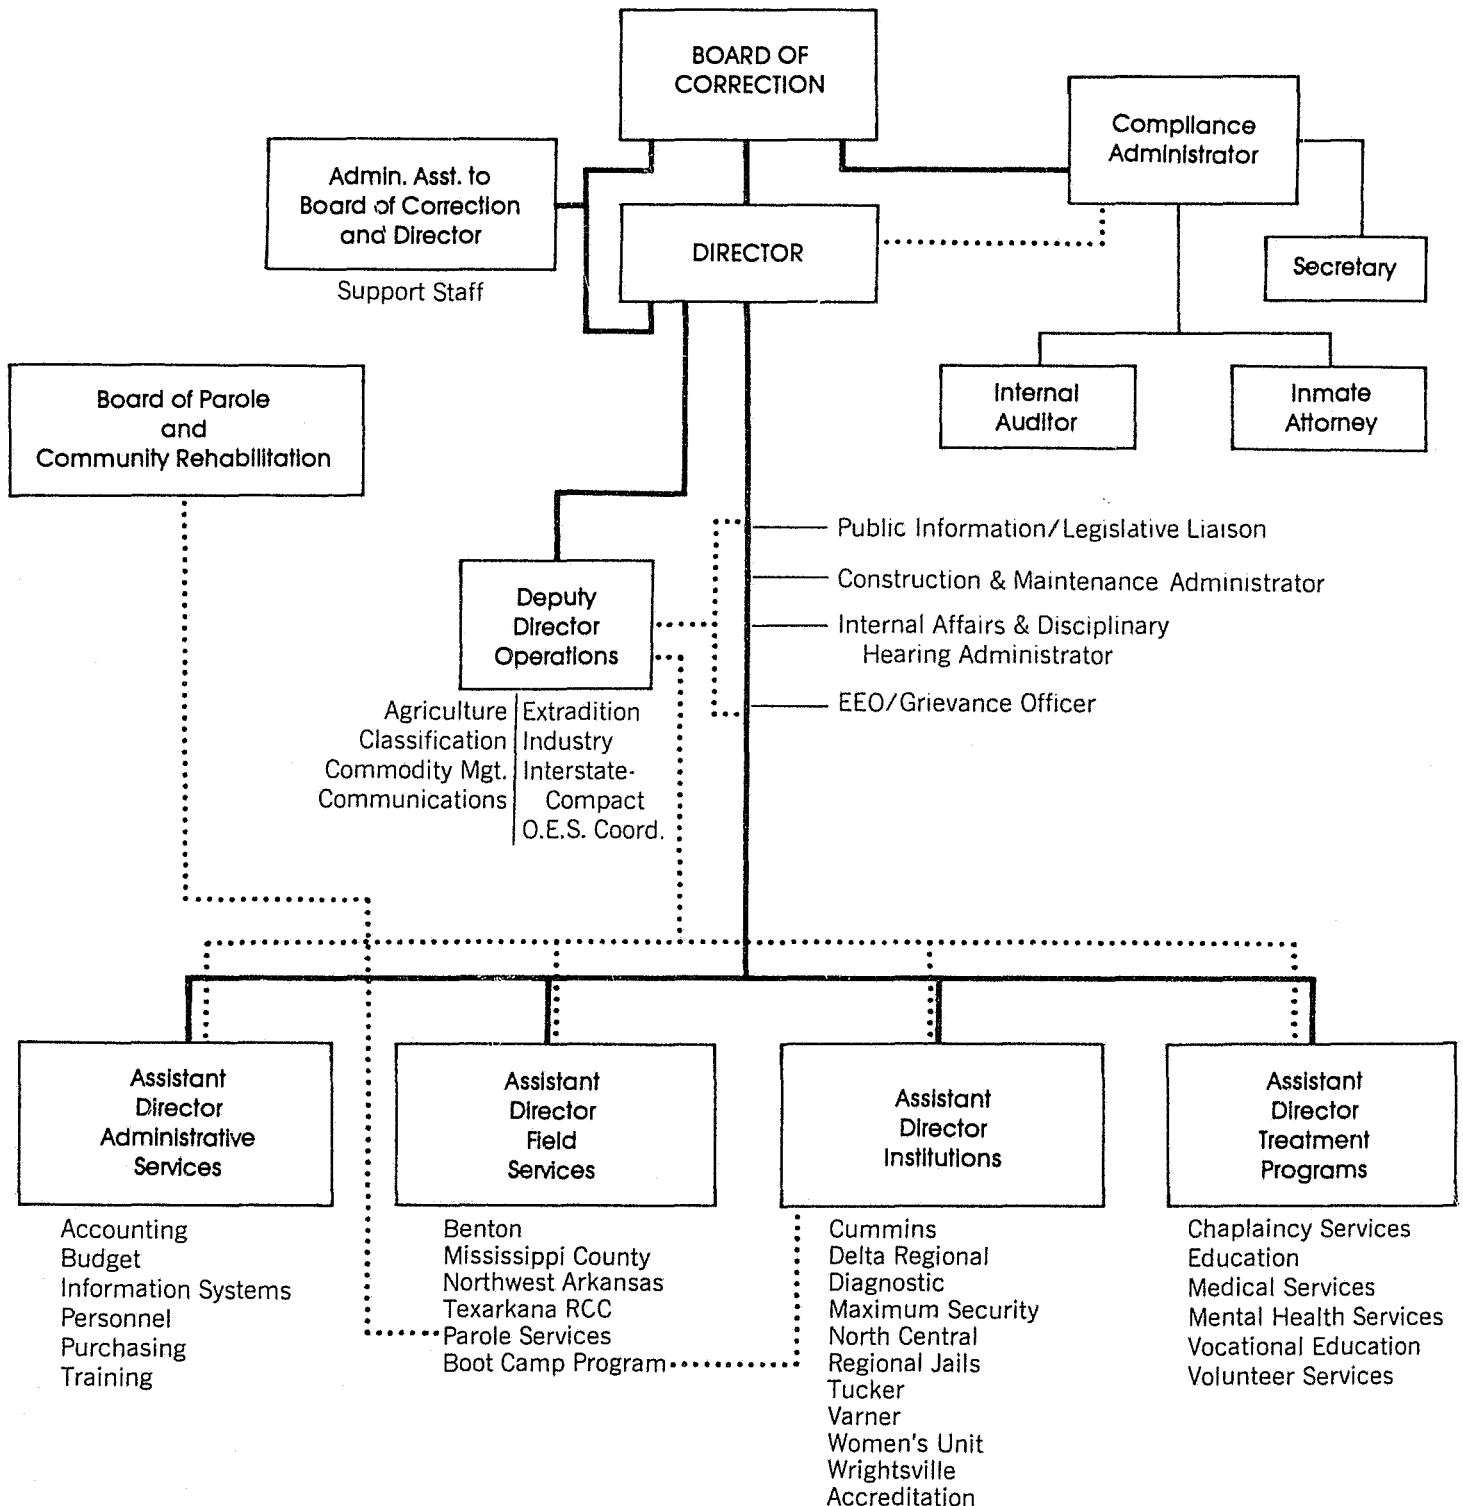 BOARD OF
CORRECTION
Compliance
Administrator
Admin. Asst. to
Board of Correction
and Director
Support Staff
DIRECTOR
Secretary
Internal
Auditor
Inmate
Attorney
Board of Parole
and
Community Rehabilitation
Public Information/Legislative Liaison
Construction & Maintenance Administrator
Internal Affairs & Disciplinary
Hearing Administrator
EEO/Grievance Officer
Deputy
Director
Operations
Agriculture
Classification
Commodity Mgt.
Communications
Extradition
Industry
Interstate-
Compact
O.E.S. Coord.
Assistant
Director
Administrative
Services
Accounting
Budget
Information Systems
Personnel
Purchasing
Training
Assistant
Director
Field
Services
Benton
Mississippi County
Northwest Arkansas
Texarkana RCC
Parole Services
Boot Camp Program
Assistant
Director
Institutions
Cummins
Delta Regional
Diagnostic
Maximum Security
North Central
Regional Jails
Tucker
Varner
Women's Unit
Wrightsville
Accreditation
Assistant
Director
Treatment
Programs
Chaplaincy Services
Education
Medical Services
Mental Health Services
Vocational Education
Volunteer Services